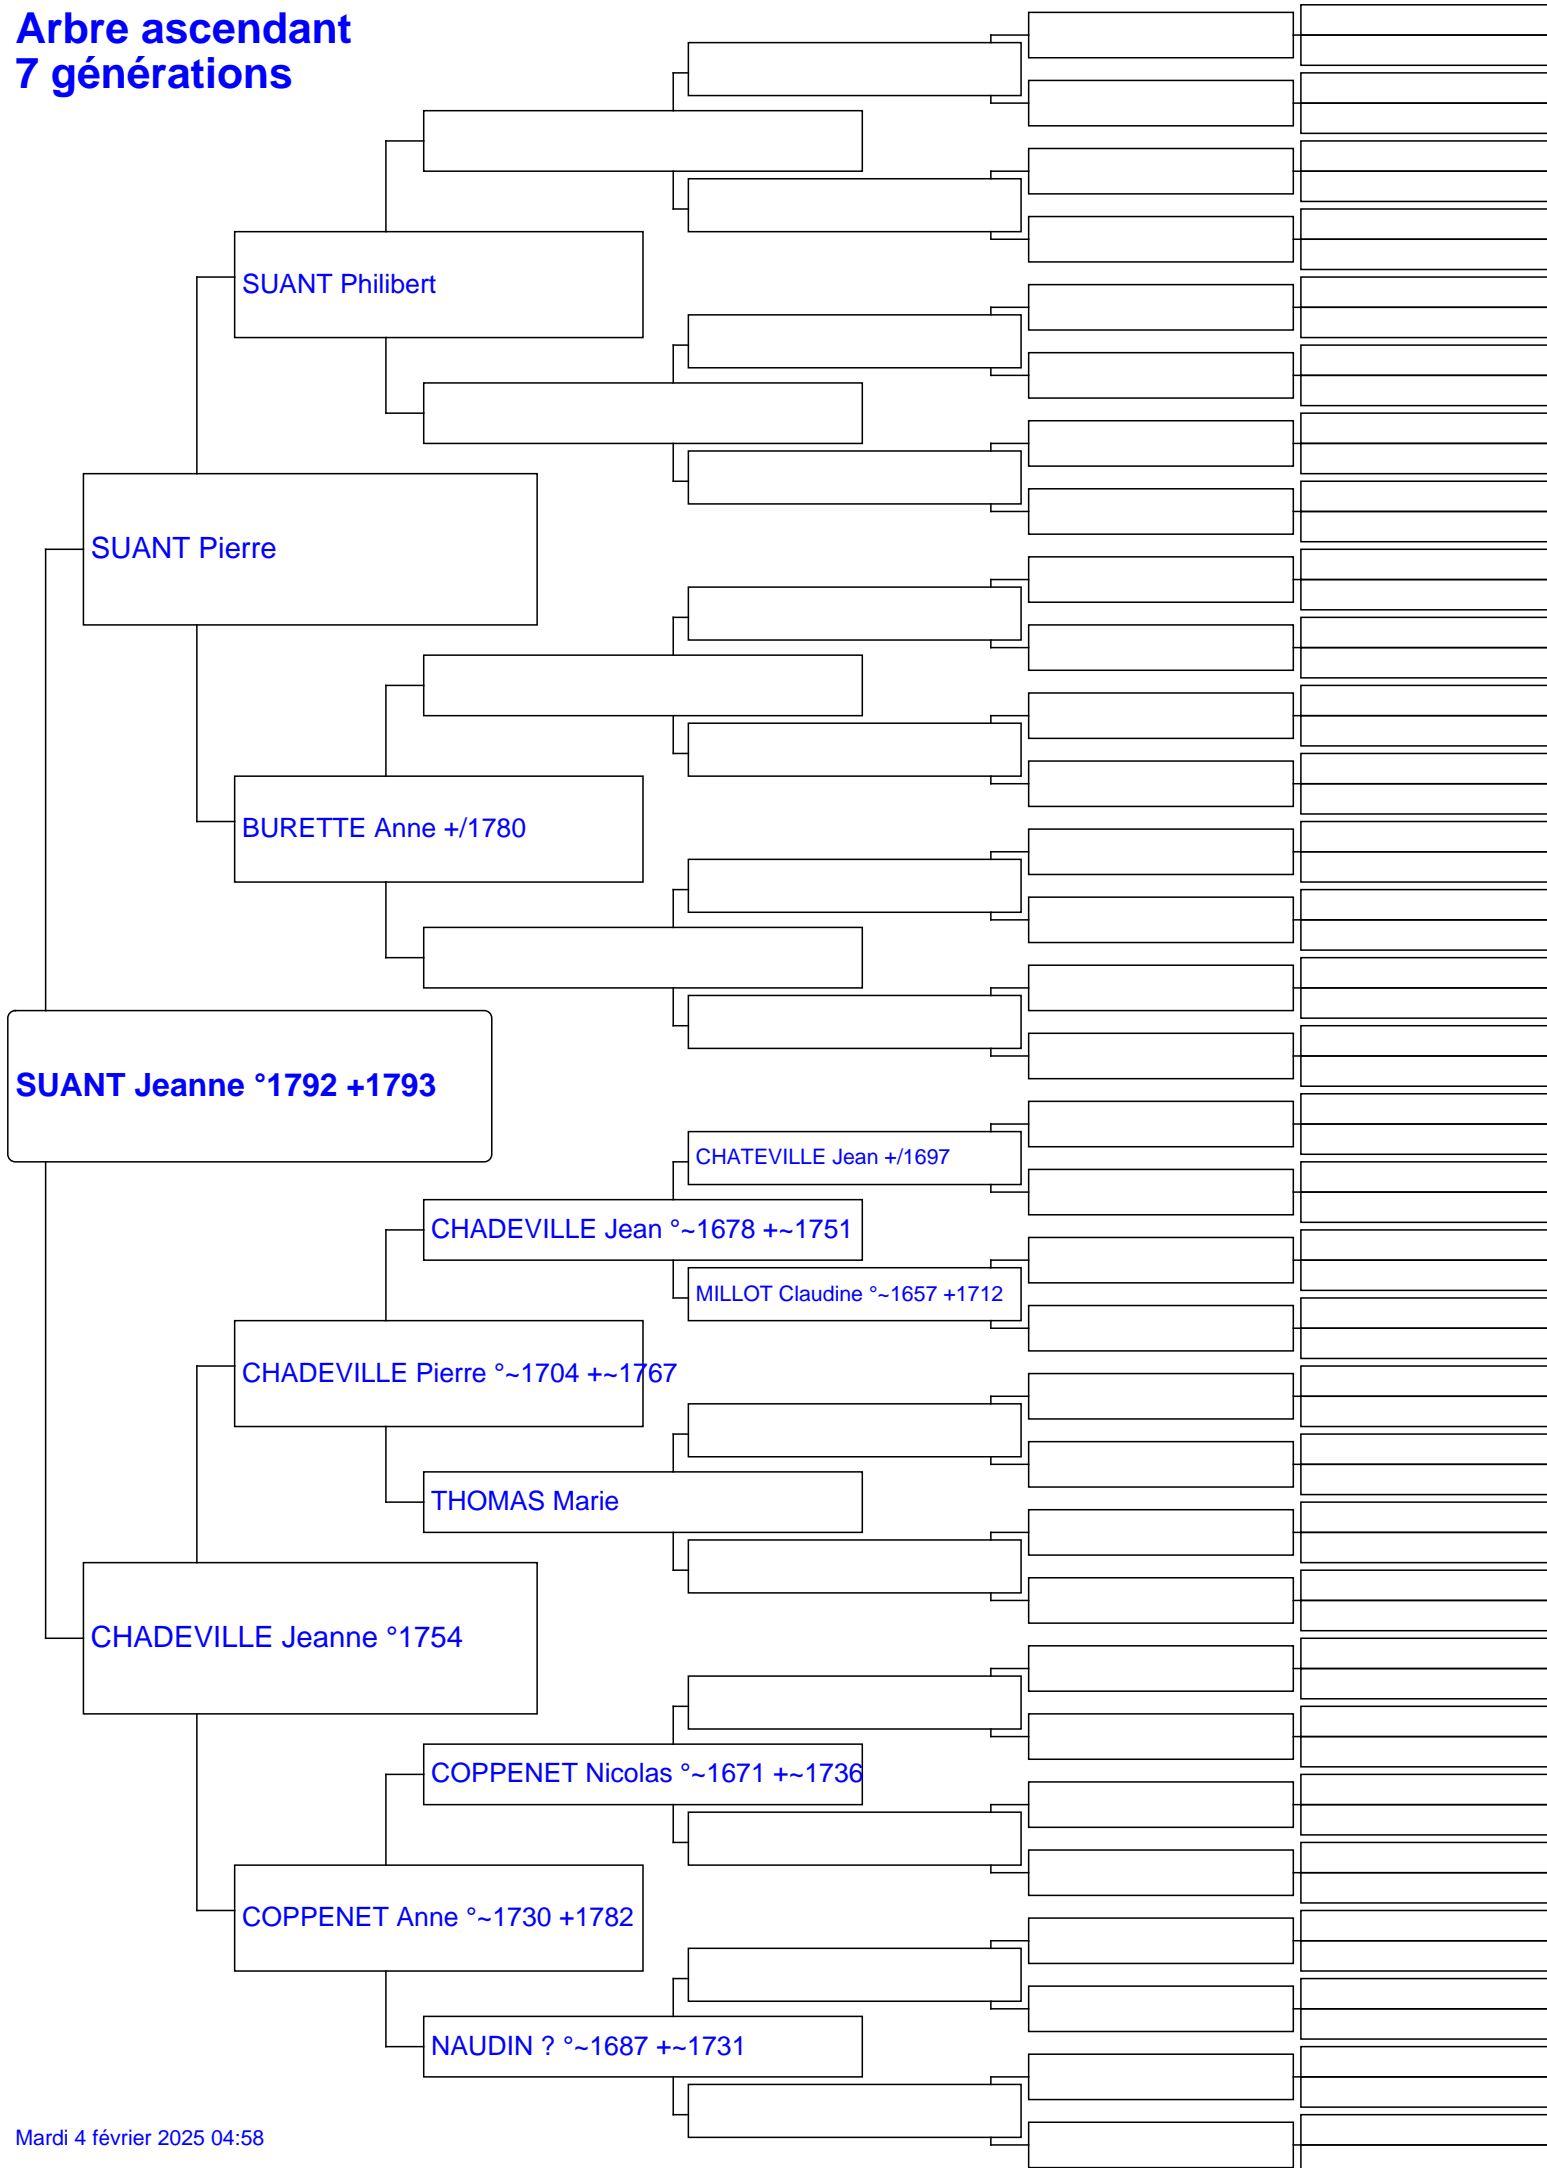 Arbre ascendant
7 générations
SUANT Philibert
SUANT Pierre
BURETTE Anne +/1780
SUANT Jeanne °1792 +1793
CHATEVILLE Jean +/1697
CHADEVILLE Jean °~1678 +~1751
MILLOT Claudine °~1657 +1712
CHADEVILLE Pierre °~1704 +~1767
THOMAS Marie
CHADEVILLE Jeanne °1754
COPPENET Nicolas °~1671 +~1736
COPPENET Anne °~1730 +1782
NAUDIN ? °~1687 +~1731
Mardi 4 février 2025 04:58